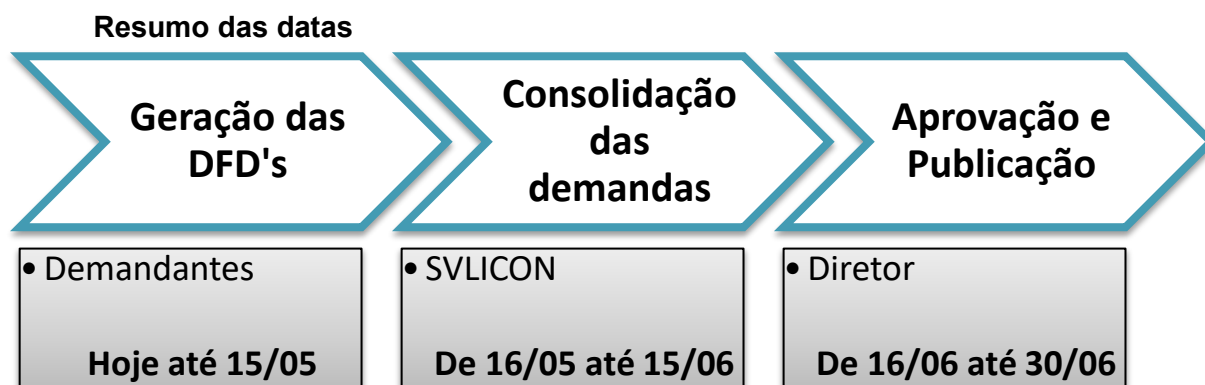 Resumo das datas
Geração das
DFD's
• Demandantes
Hoje até 15/05
Consolidação
das
demandas
• SVLICON
De 16/05 até 15/06
Aprovação e
Publicação
• Diretor
De 16/06 até 30/06